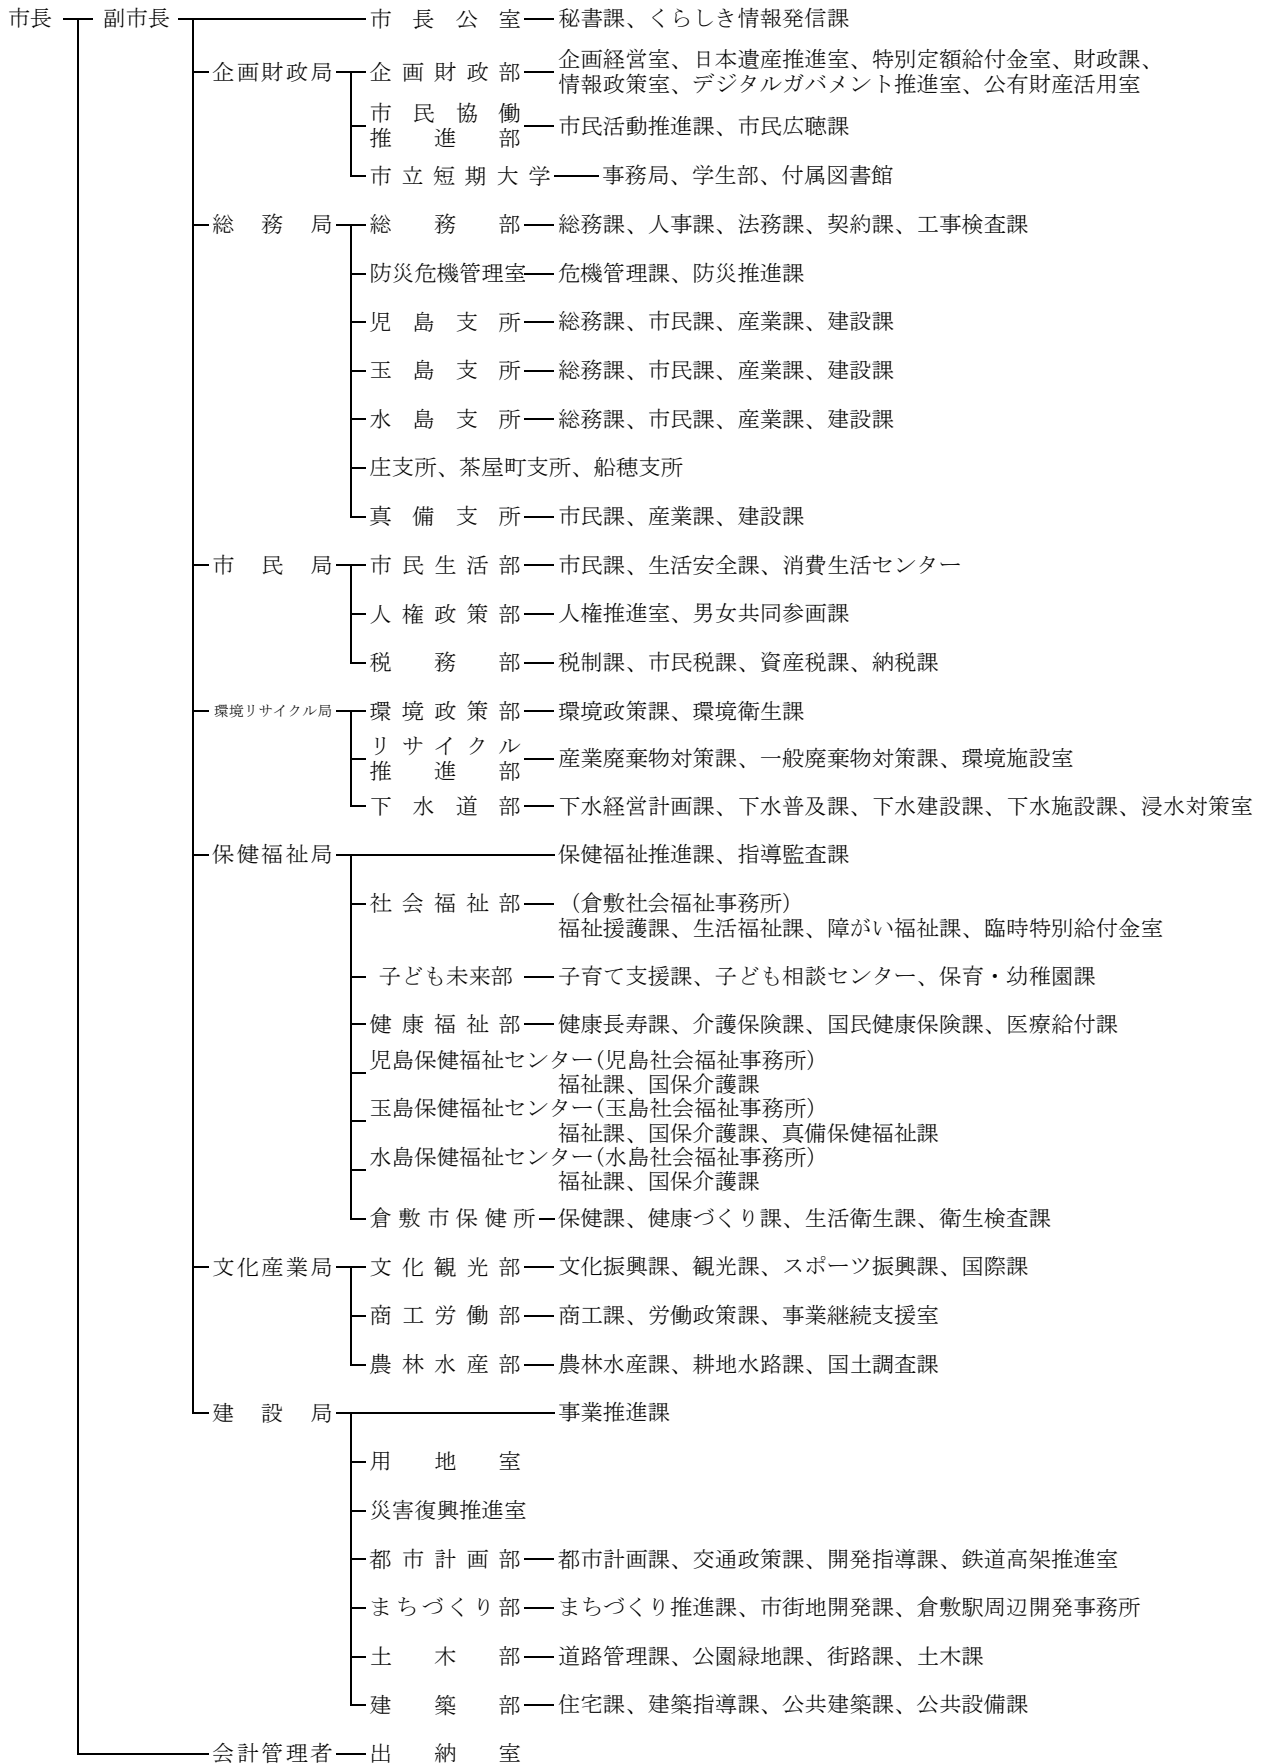 市長 副市長 市長公室 秘書課、くらしき情報発信課
企画財政局 企画財政部 企画経営室、日本遺産推進室、特別定額給付金室、財政課、
情報政策室、デジタルガバメント推進室、公有財産活用室
市民協働
推進部 市民活動推進課、市民広聴課
市立短期大学 事務局、学生部、付属図書館
総務局 総務部 総務課、人事課、法務課、契約課、工事検査課
防災危機管理室 危機管理課、防災推進課
児島支所 総務課、市民課、産業課、建設課
玉島支所 総務課、市民課、産業課、建設課
水島支所 総務課、市民課、産業課、建設課
庄支所、茶屋町支所、船穂支所
真備支所 市民課、産業課、建設課
市民局 市民生活部 市民課、生活安全課、消費生活センター
人権政策部 人権推進室、男女共同参画課
税務部 税制課、市民税課、資産税課、納税課
環境リサイクル局 環境政策部 環境政策課、環境衛生課
リサイクル
推進部 産業廃棄物対策課、一般廃棄物対策課、環境施設室
下水道部 下水経営計画課、下水普及課、下水建設課、下水施設課、浸水対策室
保健福祉局 保健福祉推進課、指導監査課
社会福祉部 (倉敷社会福祉事務所)
福祉援護課、生活福祉課、障がい福祉課、臨時特別給付金室
子ども未来部 子育て支援課、子ども相談センター、保育・幼稚園課
健康福祉部 健康長寿課、介護保険課、国民健康保険課、医療給付課
児島保健福祉センター(児島社会福祉事務所)
福祉課、国保介護課
玉島保健福祉センター(玉島社会福祉事務所)
福祉課、国保介護課、真備保健福祉課
水島保健福祉センター(水島社会福祉事務所)
福祉課、国保介護課
倉敷市保健所 保健課、健康づくり課、生活衛生課、衛生検査課
文化産業局 文化観光部 文化振興課、観光課、スポーツ振興課、国際課
商工労働部 商工課、労働政策課、事業継続支援室
農林水産部 農林水産課、耕地水路課、国土調査課
建設局 事業推進課
用地室
災害復興推進室
都市計画部 都市計画課、交通政策課、開発指導課、鉄道高架推進室
まちづくり部 まちづくり推進課、市街地開発課、倉敷駅周辺開発事務所
土木部 道路管理課、公園緑地課、街路課、土木課
建築部 住宅課、建築指導課、公共建築課、公共設備課
会計管理者 出納室